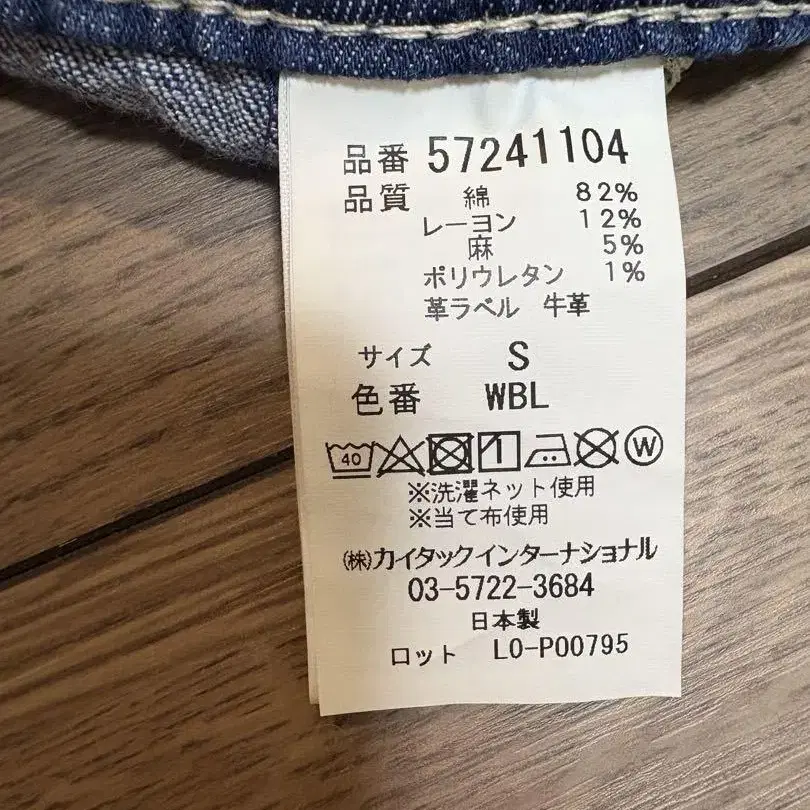 品番 57241104
品質 綿 82%
レーヨン 12%
麻 5%
ポリウレタン 1%
革ラベル 牛革
サイズ S
色番 WBL
40 W
※洗濯ネット使用
※当て布使用
㈱カイタックインターナショナル
03-5722-3684
日本製
ロット LO-P00795